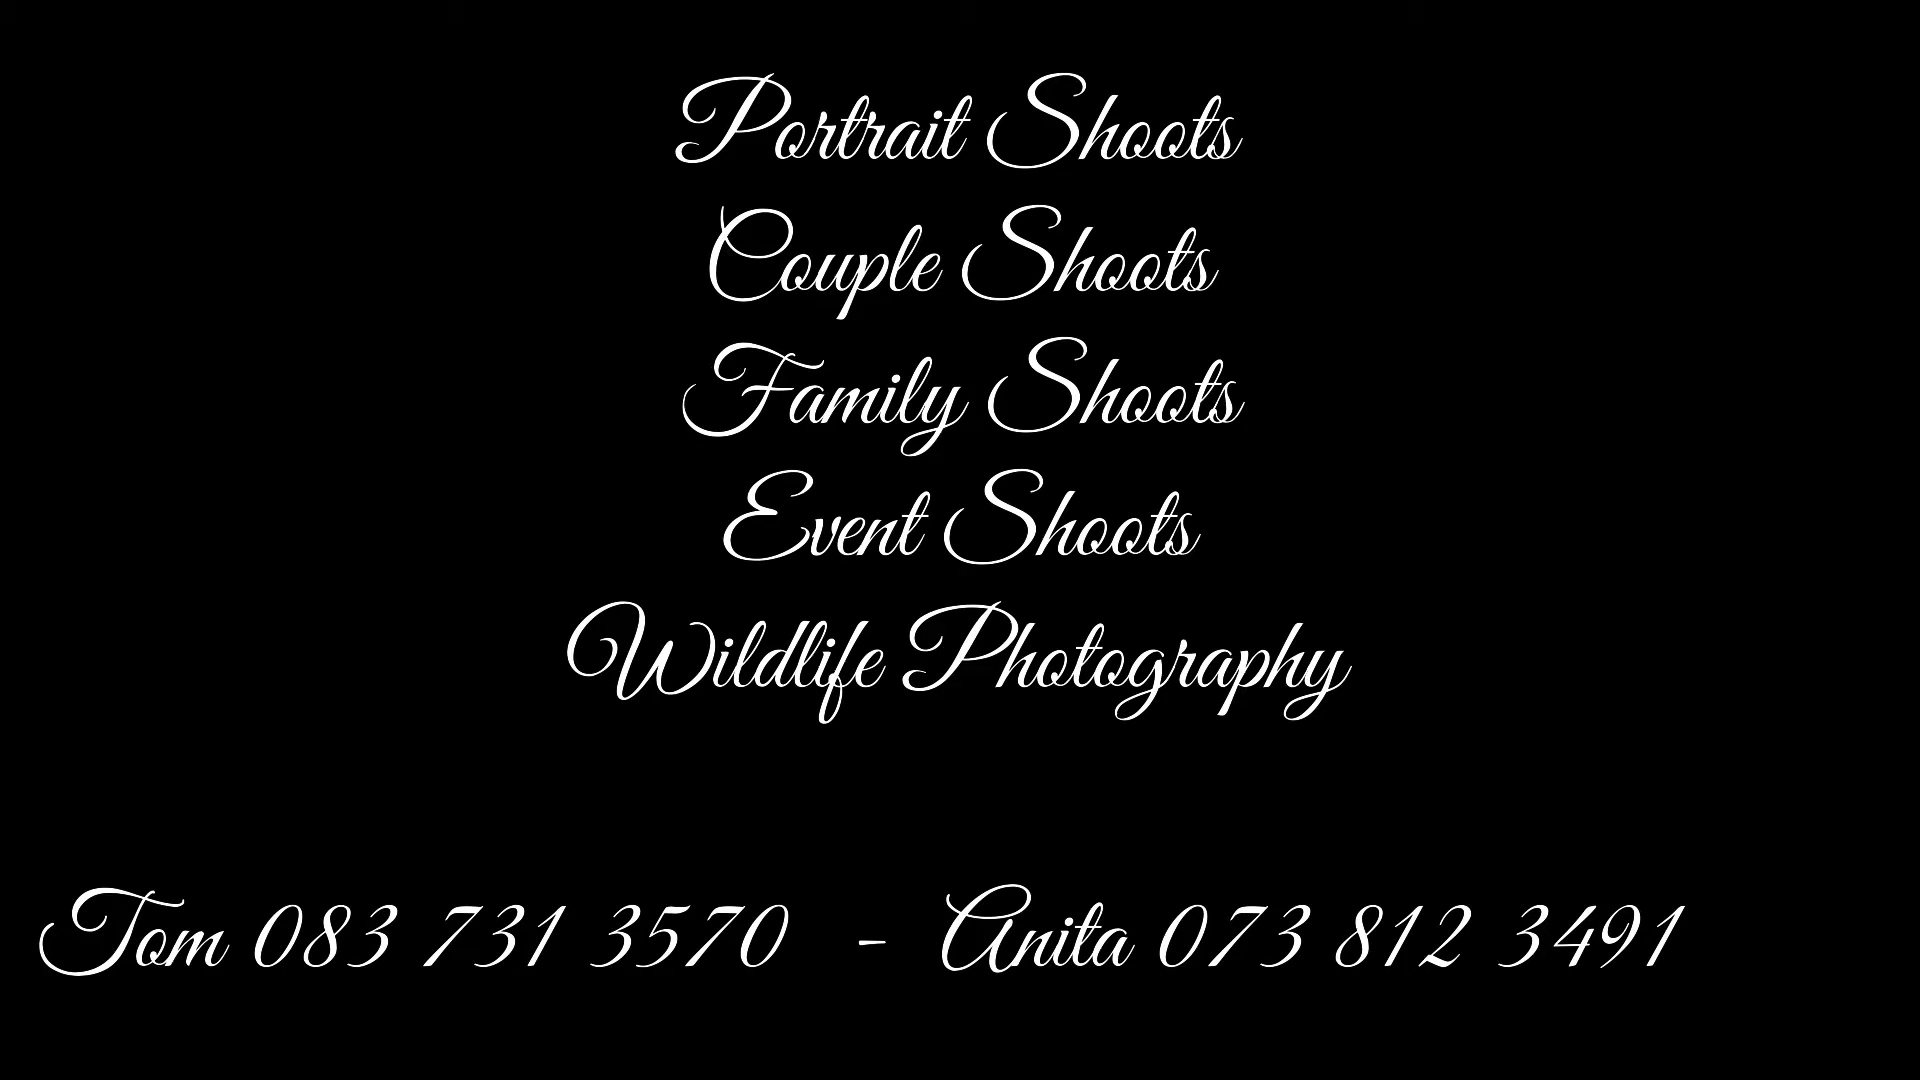 Portrait Shoots
Couple Shoots
Family Shoots
Event Shoots
Wildlife Photography
Tom 083 731 3570 - Anita 073 812 3491